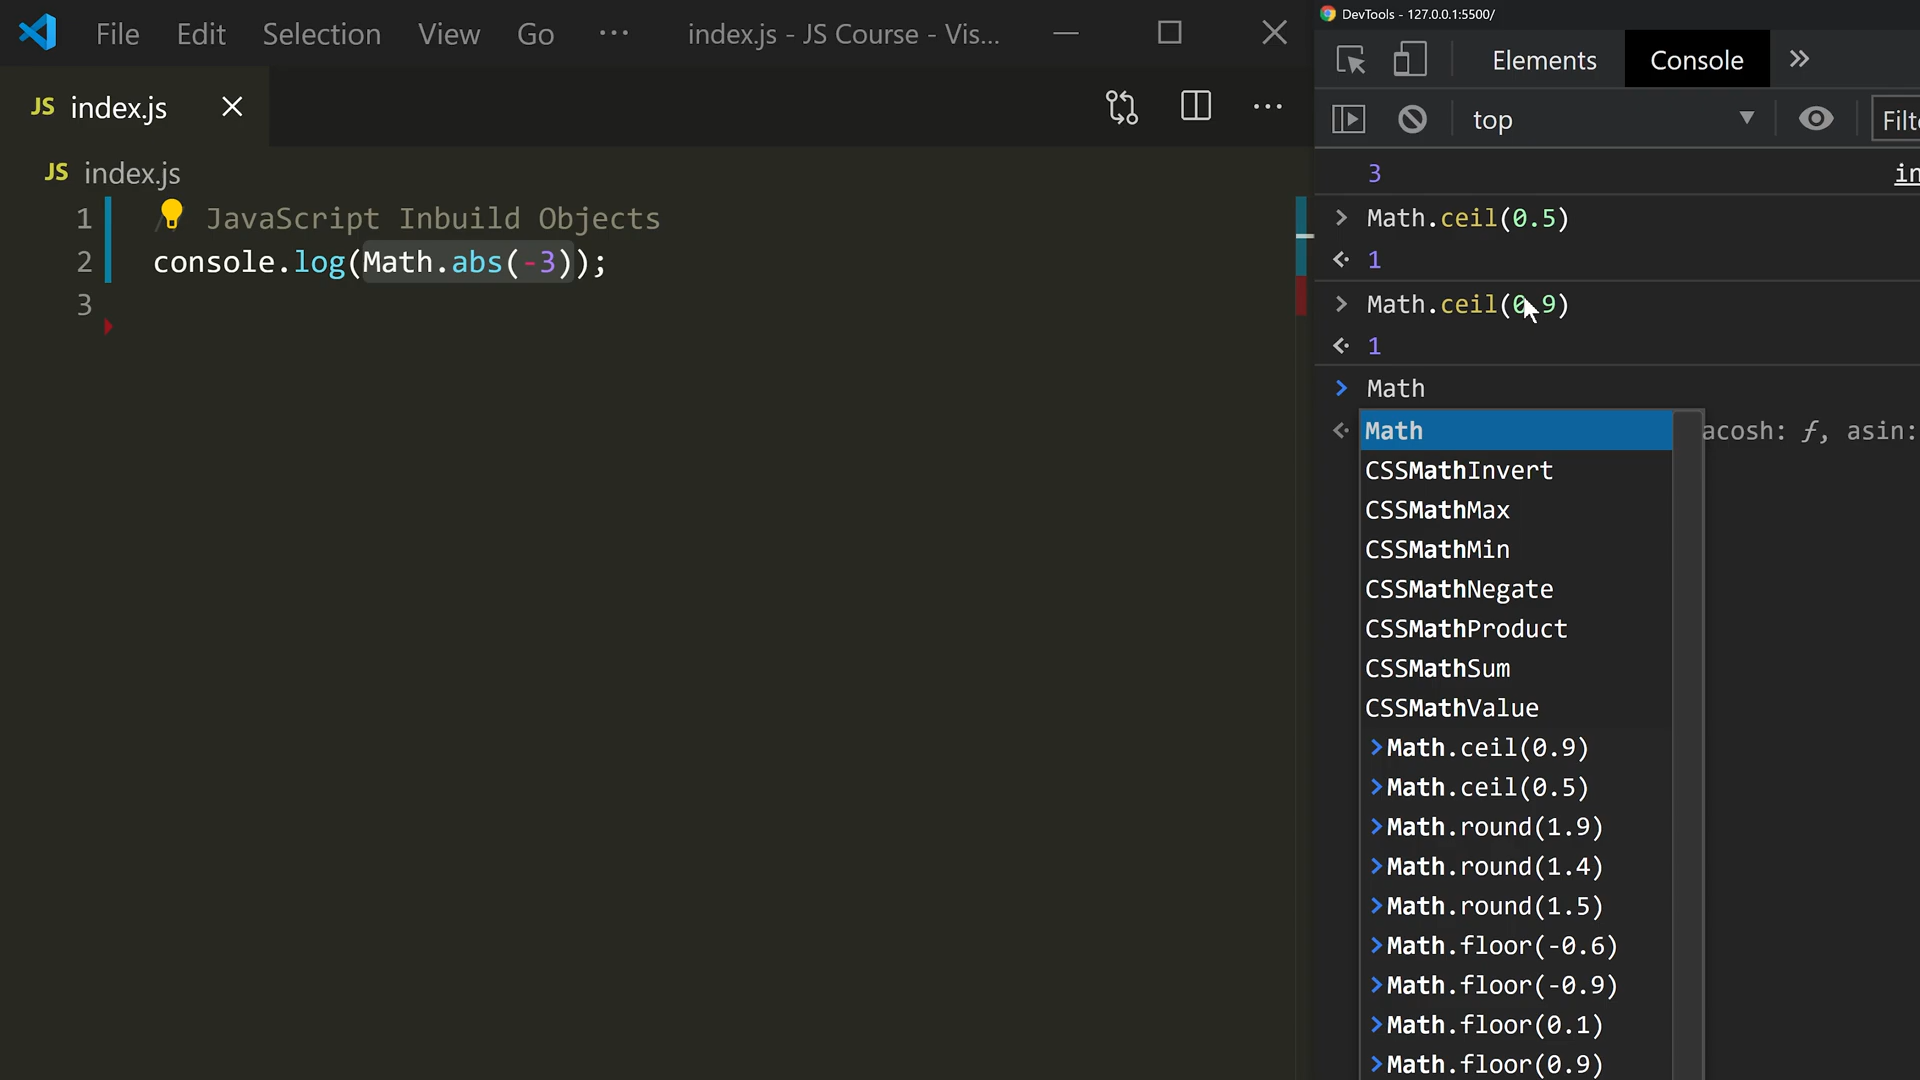 File Edit Selection View Go ··· index.js - JS Course - Vis...
JS index.js
JS index.js
1 JavaScript Inbuild Objects
2 console.log(Math.abs(-3));
3
DevTools - 127.0.0.1:5500/
Elements Console »
top Filt
3 in
> Math.ceil(0.5)
1
> Math.ceil(0.9)
1
> Math
acosh: ƒ, asin:
Math
CSSMathInvert
CSSMathMax
CSSMathMin
CSSMathNegate
CSSMathProduct
CSSMathSum
CSSMathValue
>Math.ceil(0.9)
>Math.ceil(0.5)
>Math.round(1.9)
>Math.round(1.4)
>Math.round(1.5)
>Math.floor(-0.6)
>Math.floor(-0.9)
>Math.floor(0.1)
>Math.floor(0.9)